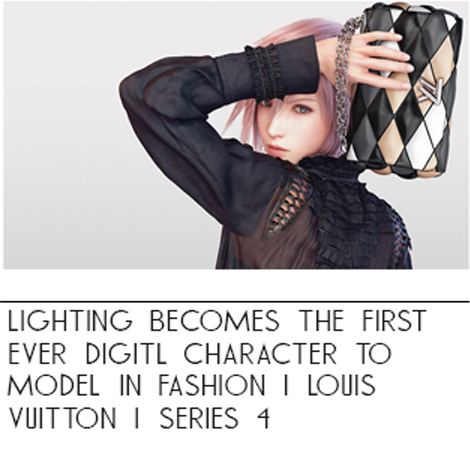 LIGHTING BECOMES THE FIRST
EVER DIGITL CHARACTER TO
MODEL IN FASHION | LOUIS
VUITTON | SERIES 4